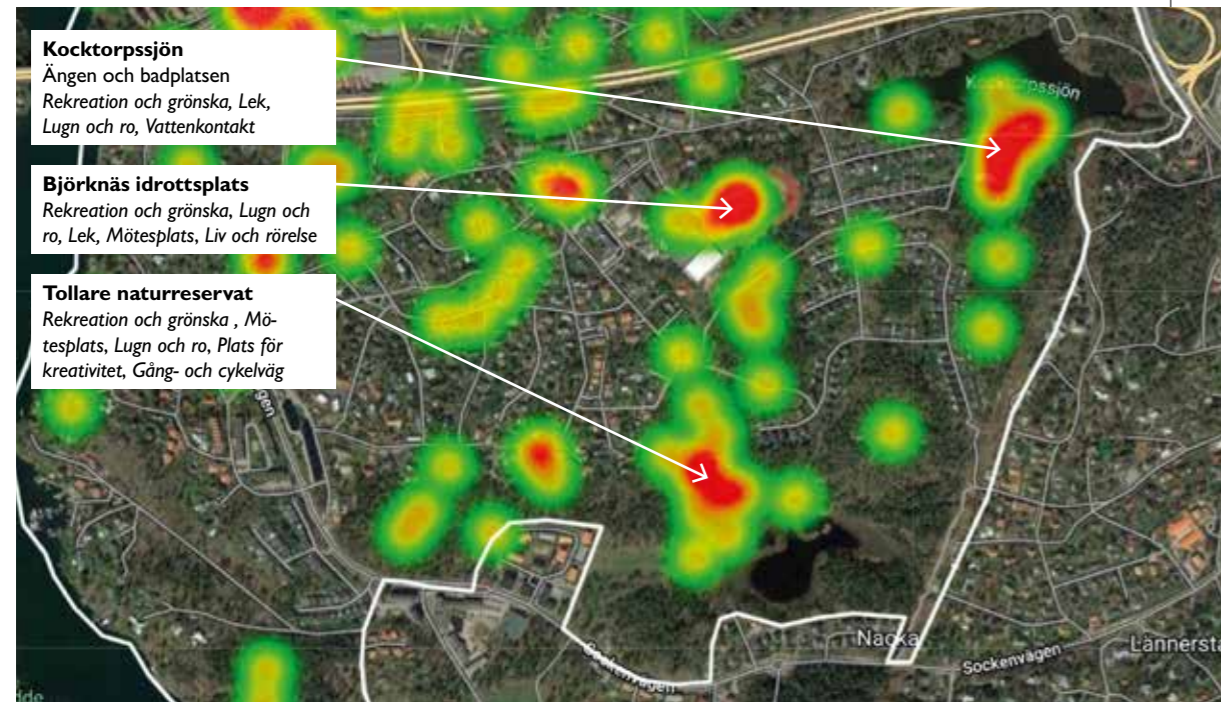 Kocktorpssjön
Ängen och badplatsen
Rekreation och grönska, Lek,
Lugn och ro, Vattenkontakt
Björknäs idrottsplats
Rekreation och grönska, Lugn och
ro, Lek, Mötesplats, Liv och rörelse
Tollare naturreservat
Rekreation och grönska , Mö-
tesplats, Lugn och ro, Plats för
kreativitet, Gång- och cykelväg
Nacka
Sockenvägen
Sockenvägen